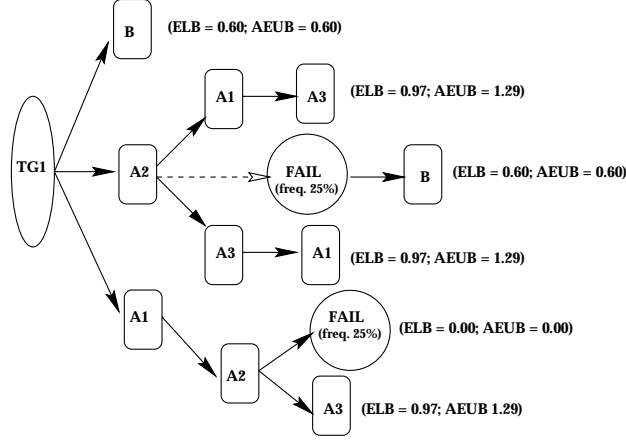 B (ELB = 0.60; AEUB = 0.60)
A1 A3 (ELB = 0.97; AEUB = 1.29)
TG1 A2 FAIL B (ELB = 0.60; AEUB = 0.60)
(freq. 25%)
A3 A1 (ELB = 0.97; AEUB = 1.29)
A1 FAIL (ELB = 0.00; AEUB = 0.00)
(freq. 25%)
A2
A3 (ELB = 0.97; AEUB 1.29)